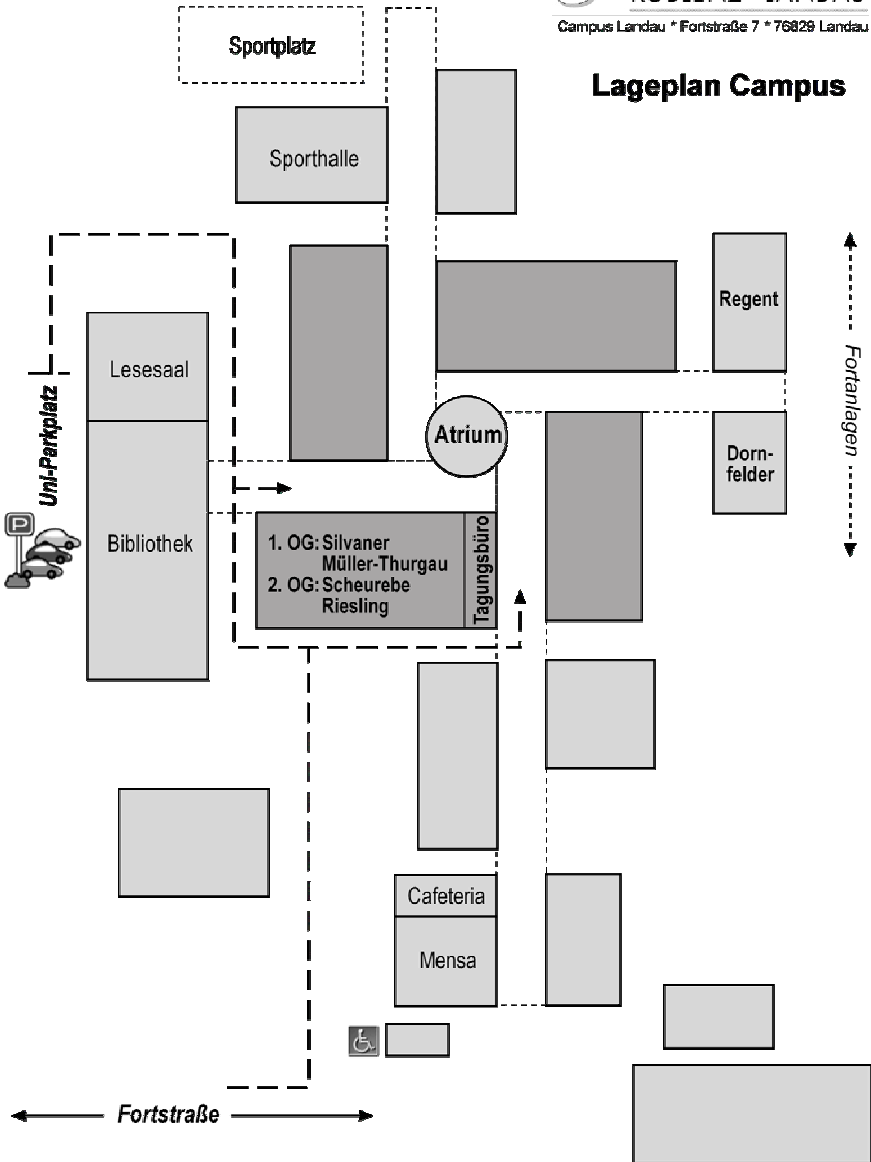 Campus Landau * Fortstraße 7 * 76829 Landau
Lageplan Campus
Sportplatz
Sporthalle
Regent
Fortanlagen
Lesesaal
Uni-Parkplatz
Atrium
Dorn-
felder
P
Bibliothek
1. OG: Silvaner
Müller-Thurgau
2. OG: Scheurebe
Riesling
Tagungsbüro
Cafeteria
Mensa
Fortstraße